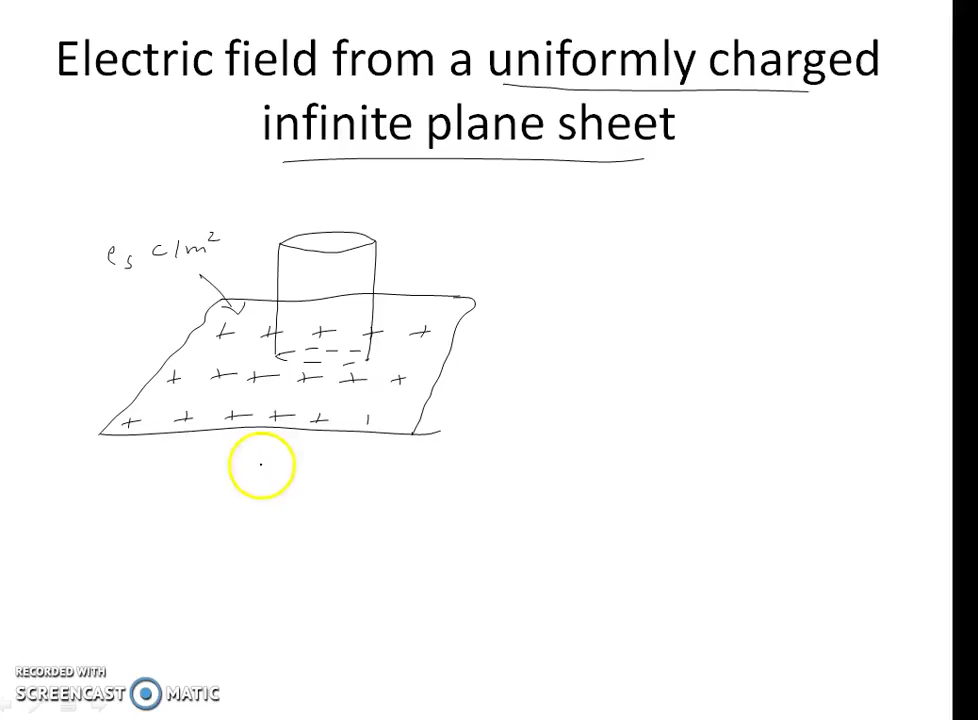 Electric field from a uniformly charged
infinite plane sheet
ρs c/m²
RECORDED WITH
SCREENCAST MATIC